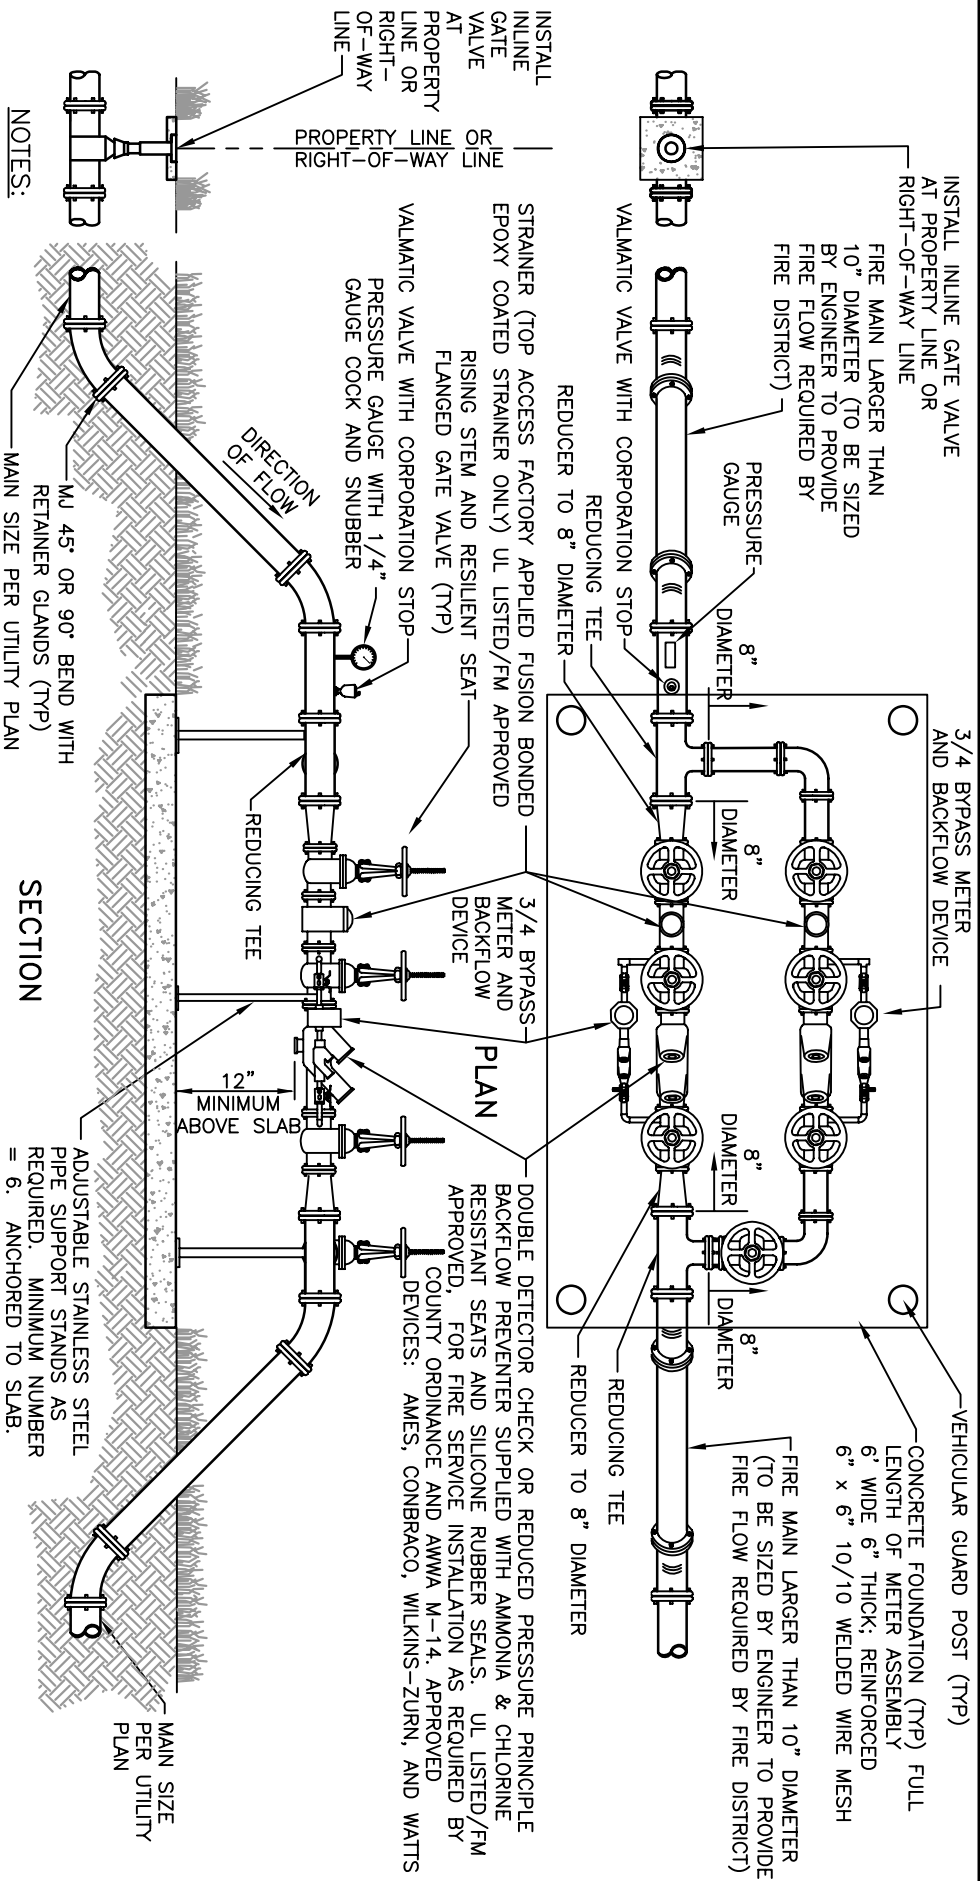 INSTALL INLINE GATE VALVE
AT PROPERTY LINE OR
RIGHT-OF-WAY LINE
FIRE MAIN LARGER THAN
10" DIAMETER (TO BE SIZED
BY ENGINEER TO PROVIDE
FIRE FLOW REQUIRED BY
FIRE DISTRICT)
PRESSURE
GAUGE
8"
DIAMETER
3/4 BYPASS METER
AND BACKFLOW DEVICE
VEHICULAR GUARD POST (TYP)
CONCRETE FOUNDATION (TYP) FULL
LENGTH OF METER ASSEMBLY
6' WIDE 6" THICK; REINFORCED
6" x 6" 10/10 WELDED WIRE MESH
FIRE MAIN LARGER THAN 10" DIAMETER
(TO BE SIZED BY ENGINEER TO PROVIDE
FIRE FLOW REQUIRED BY FIRE DISTRICT)
8"
DIAMETER
8"
DIAMETER
8"
DIAMETER
VALMATIC VALVE WITH CORPORATION STOP
REDUCING TEE
REDUCER TO 8" DIAMETER
REDUCING TEE
REDUCER TO 8" DIAMETER
3/4 BYPASS
METER AND
BACKFLOW
DEVICE
PLAN
INSTALL
INLINE
GATE
VALVE
AT
PROPERTY
LINE OR
RIGHT-
OF-WAY
LINE
PROPERTY LINE OR
RIGHT-OF-WAY LINE
STRAINER (TOP ACCESS FACTORY APPLIED FUSION BONDED
EPOXY COATED STRAINER ONLY) UL LISTED/FM APPROVED
RISING STEM AND RESILIENT SEAT
FLANGED GATE VALVE (TYP)
VALMATIC VALVE WITH CORPORATION STOP
PRESSURE GAUGE WITH 1/4"
GAUGE COCK AND SNUBBER
DOUBLE DETECTOR CHECK OR REDUCED PRESSURE PRINCIPLE
BACKFLOW PREVENTER SUPPLIED WITH AMMONIA & CHLORINE
RESISTANT SEATS AND SILICONE RUBBER SEALS. UL LISTED/FM
APPROVED, FOR FIRE SERVICE INSTALLATION AS REQUIRED BY
COUNTY ORDINANCE AND AWWA M-14. APPROVED
DEVICES: AMES, CONBRACO, WILKINS-ZURN, AND WATTS
DIRECTION
OF FLOW
REDUCING TEE
12"
MINIMUM
ABOVE SLAB
MJ 45° OR 90° BEND WITH
RETAINER GLANDS (TYP)
MAIN SIZE PER UTILITY PLAN
ADJUSTABLE STAINLESS STEEL
PIPE SUPPORT STANDS AS
REQUIRED. MINIMUM NUMBER
= 6. ANCHORED TO SLAB.
MAIN SIZE
PER UTILITY
PLAN
SECTION
NOTES: